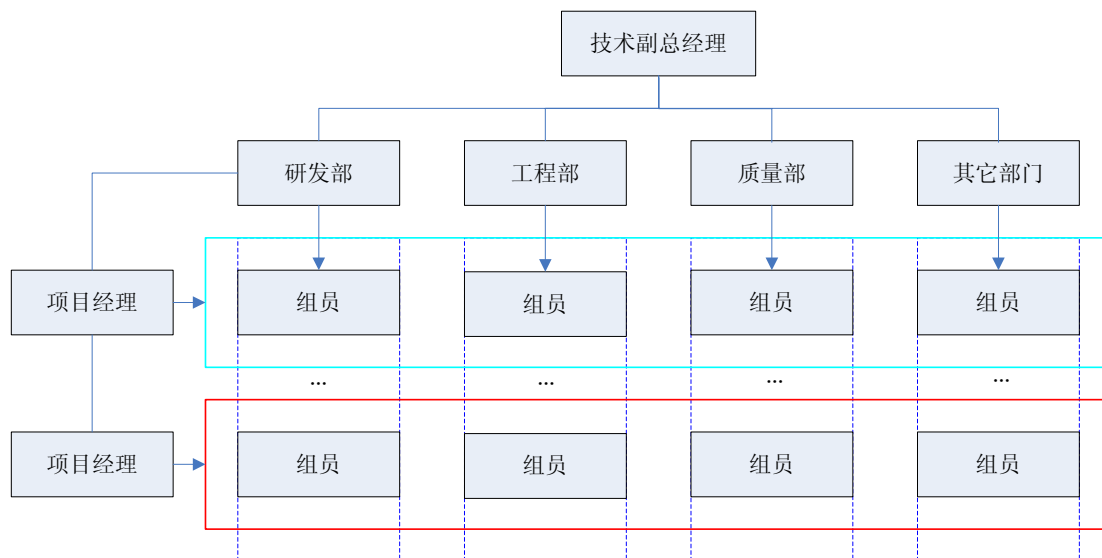 技术副总经理
研发部
工程部
质量部
其它部门
项目经理
组员
组员
组员
组员
...
...
...
...
项目经理
组员
组员
组员
组员